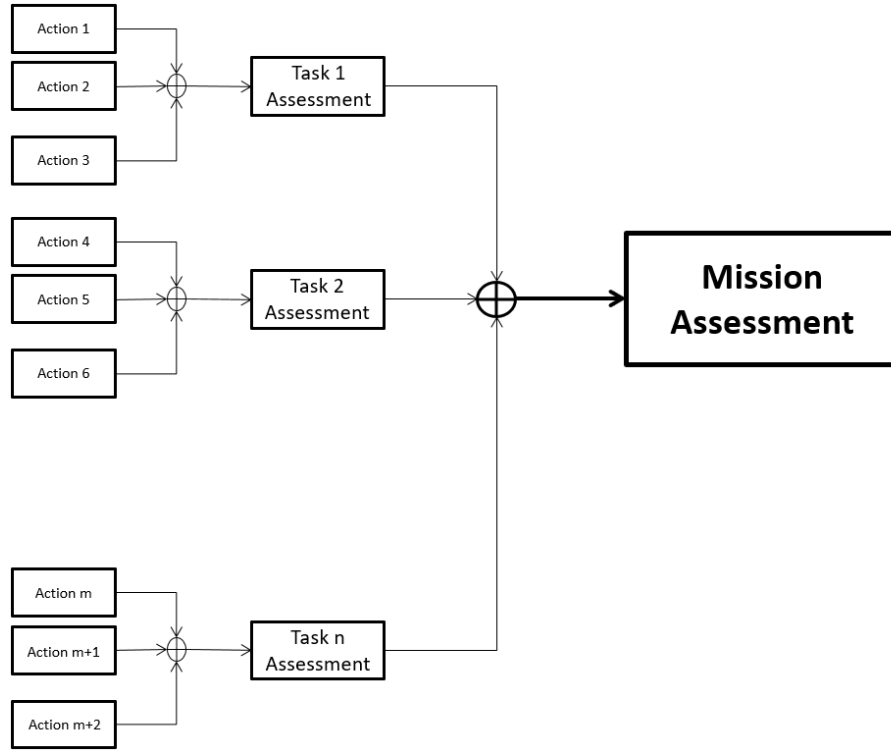 Action 1
Action 2
Action 3
Task 1
Assessment
Action 4
Action 5
Action 6
Task 2
Assessment
Mission
Assessment
Action m
Action m+1
Action m+2
Task n
Assessment